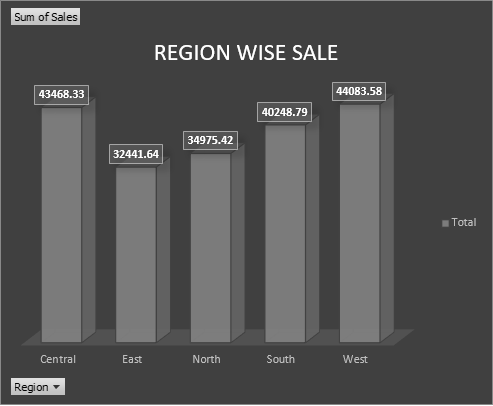 Sum of Sales
REGION WISE SALE
43468.33
32441.64
34975.42
40248.79
44083.58
Total
Central
East
North
South
West
Region